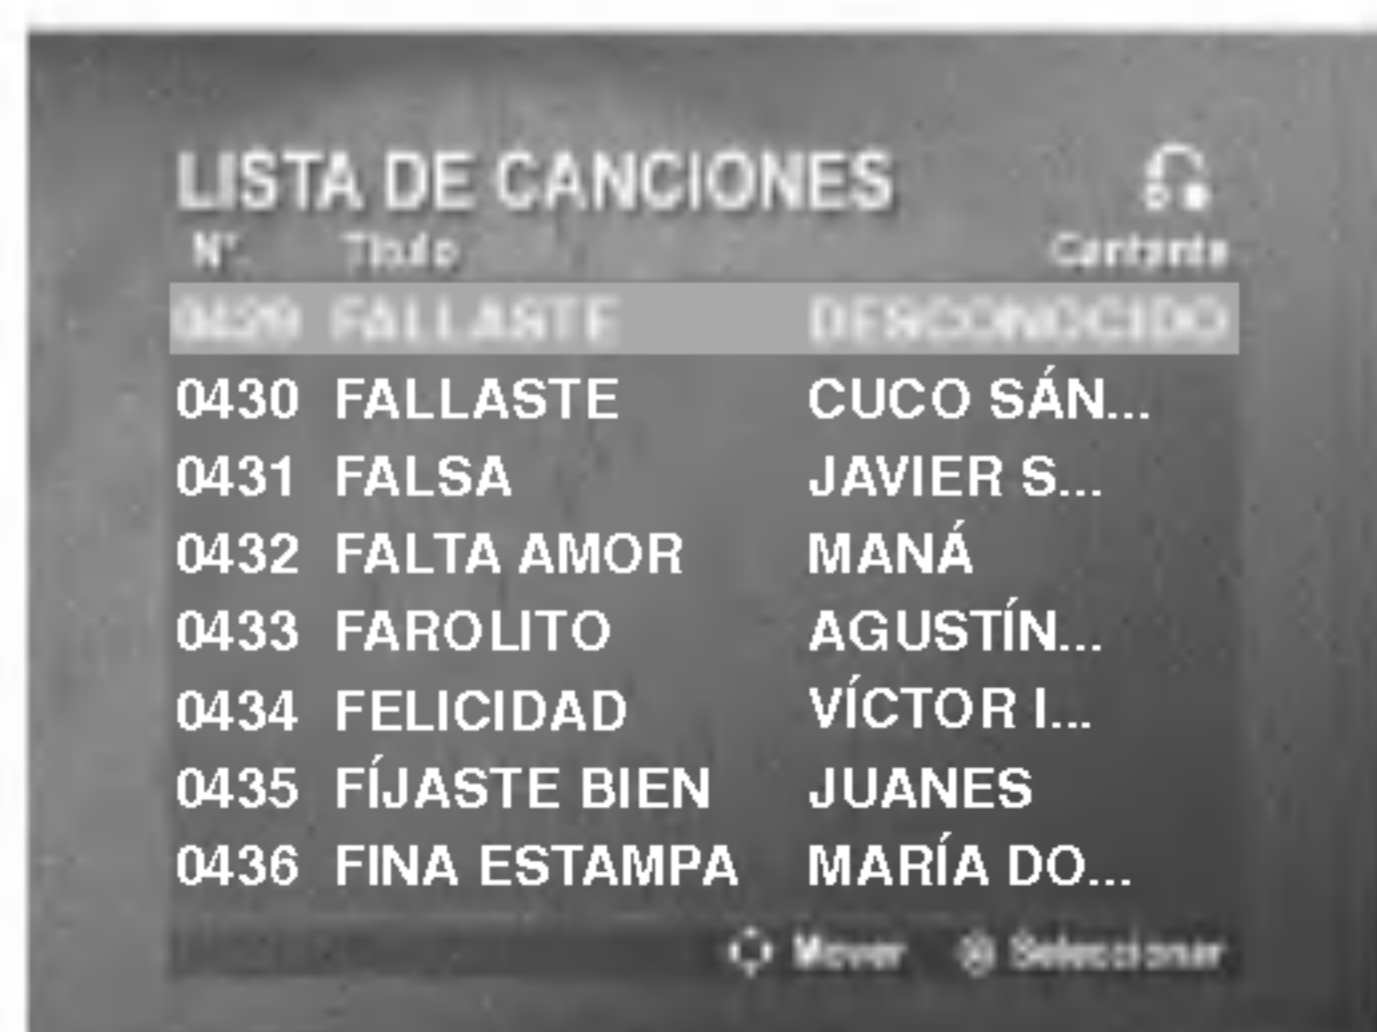 LISTA DE CANCIONES
N°. Título Cantante
0429 FALLASTE DESCONOCIDO
0430 FALLASTE CUCO SÁN...
0431 FALSA JAVIER S...
0432 FALTA AMOR MANÁ
0433 FAROLITO AGUSTÍN...
0434 FELICIDAD VÍCTOR I...
0435 FÍJASTE BIEN JUANES
0436 FINA ESTAMPA MARÍA DO...
Mover Seleccionar